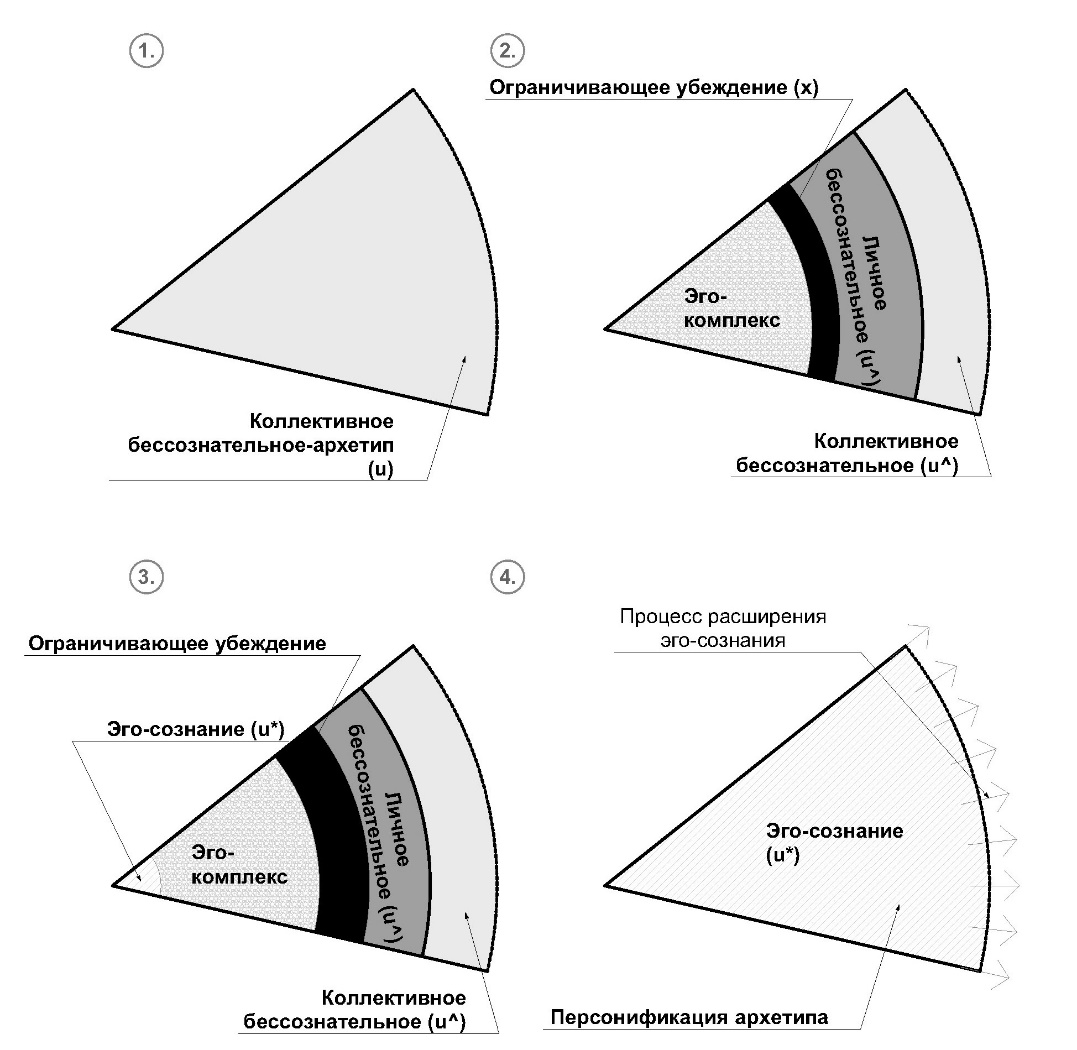 1.
Коллективное
бессознательное-архетип
(u)
2.
Ограничивающее убеждение (x)
Эго-
комплекс
Личное
бессознательное (u^)
Коллективное
бессознательное (u^)
3.
Ограничивающее убеждение
Эго-сознание (u*)
Эго-
комплекс
Личное
бессознательное (u^)
Коллективное
бессознательное (u^)
4.
Процесс расширения
эго-сознания
Эго-сознание
(u*)
Персонификация архетипа